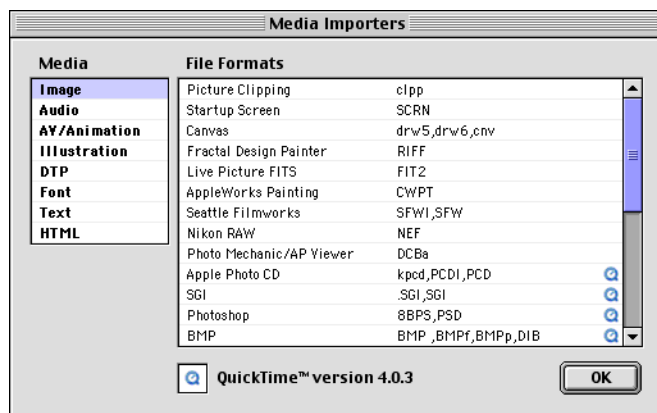 Media Importers
Media
File Formats
Image
Audio
AV/Animation
Illustration
DTP
Font
Text
HTML
Picture Clipping clpp
Startup Screen SCRN
Canvas drw5,drw6,cnv
Fractal Design Painter RIFF
Live Picture FITS FIT2
AppleWorks Painting CWPT
Seattle Filmworks SFWI,SFW
Nikon RAW NEF
Photo Mechanic/AP Viewer DCBa
Apple Photo CD kpcd,PCDI,PCD
SGI .SGI,SGI
Photoshop 8BPS,PSD
BMP BMP ,BMPf,BMPp,DIB
QuickTime™ version 4.0.3
OK